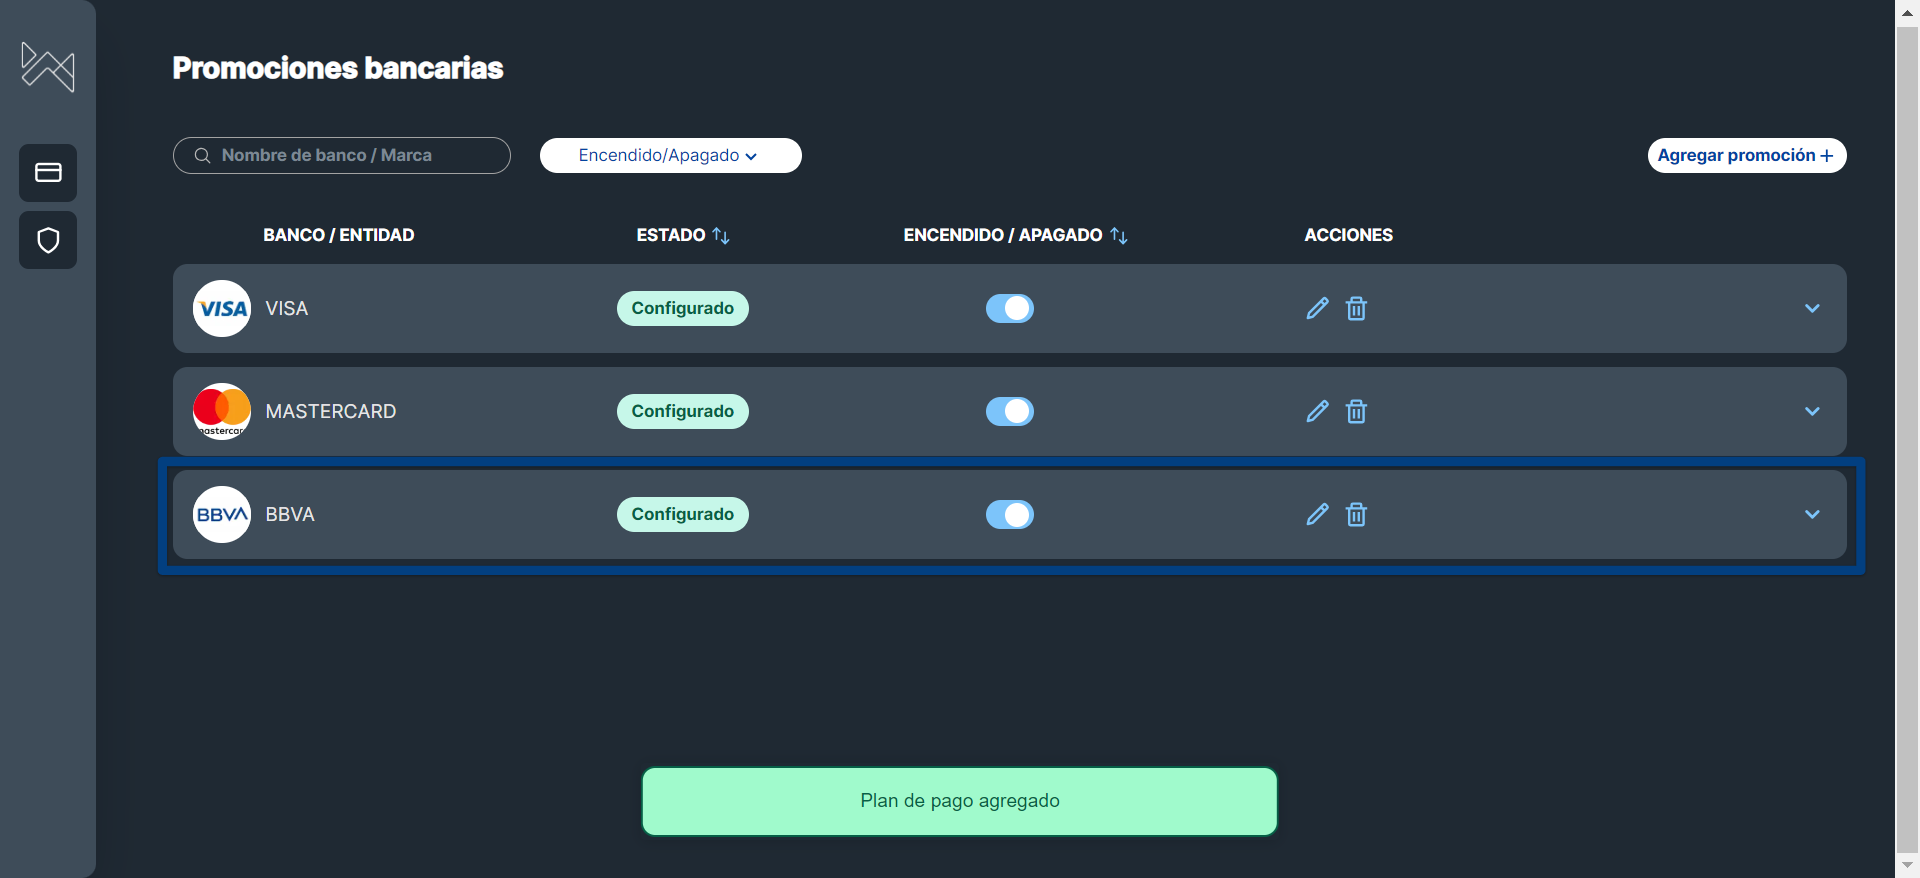 Promociones bancarias
Nombre de banco / Marca
Encendido/Apagado
Agregar promoción +
BANCO / ENTIDAD ESTADO ENCENDIDO / APAGADO ACCIONES
VISA VISA Configurado
mastercar MASTERCARD Configurado
BBVA BBVA Configurado
Plan de pago agregado